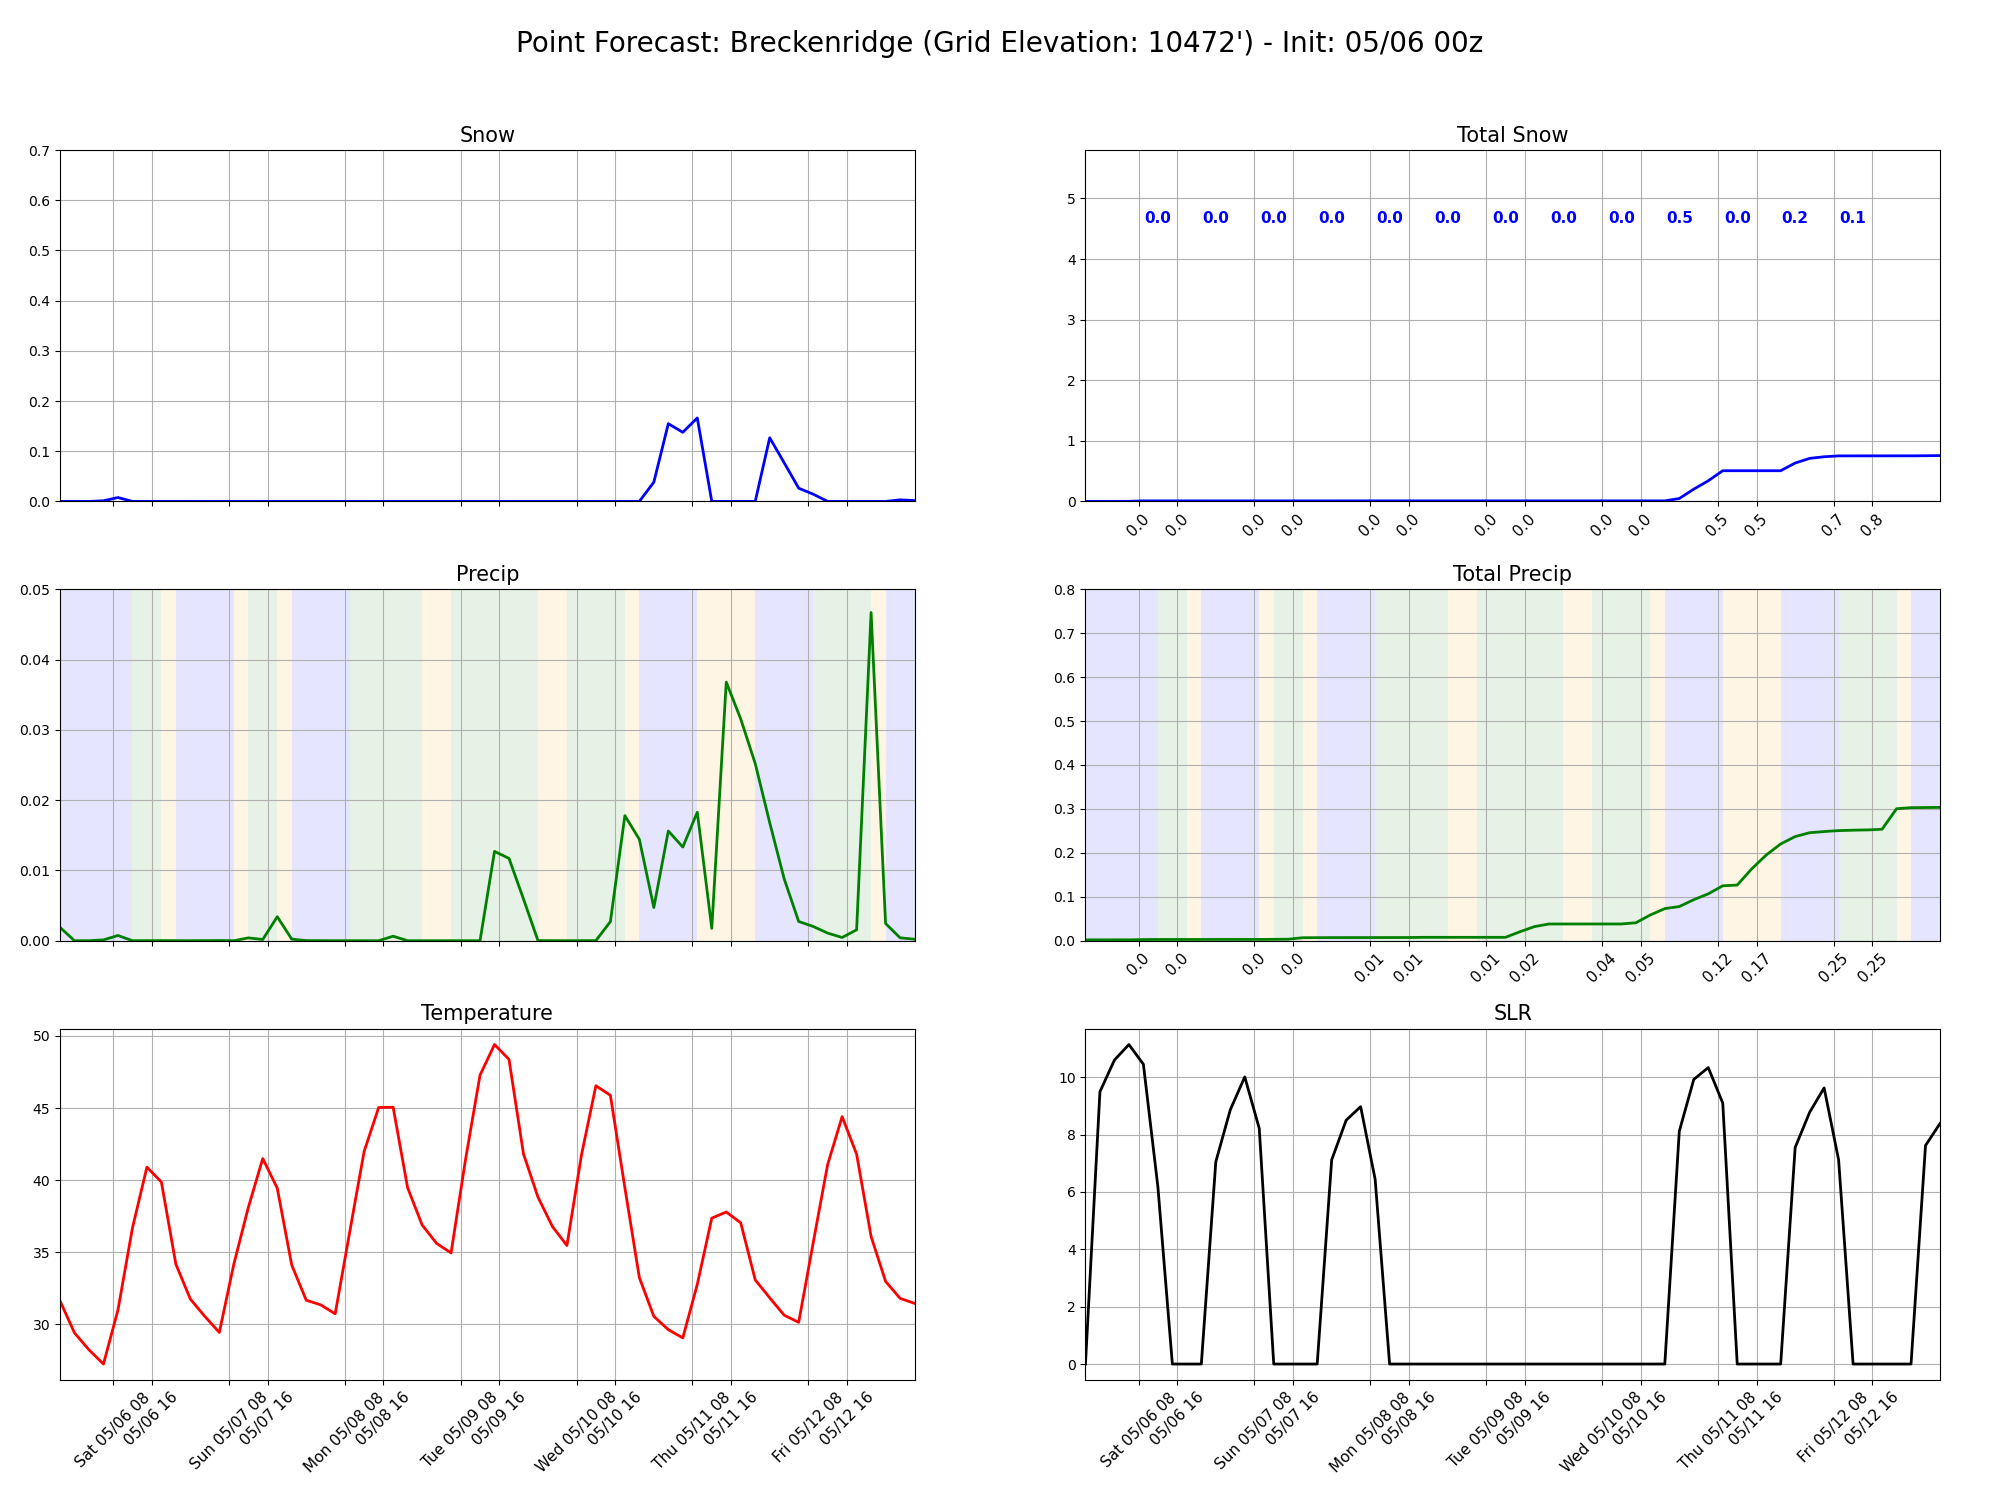 Point Forecast: Breckenridge (Grid Elevation: 10472') - Init: 05/06 00z
Snow
0.7
0.6
0.5
0.4
0.3
0.2
0.1
0.0
Total Snow
5
4
3
2
1
0
0.0 0.0 0.0 0.0 0.0 0.0 0.0 0.0 0.0 0.5 0.0 0.2 0.1
0.0 0.0 0.0 0.0 0.0 0.0 0.0 0.0 0.0 0.0 0.5 0.5 0.7 0.8
Precip
0.05
0.04
0.03
0.02
0.01
0.00
Total Precip
0.8
0.7
0.6
0.5
0.4
0.3
0.2
0.1
0.0
0.0 0.0 0.0 0.0 0.01 0.01 0.01 0.02 0.04 0.05 0.12 0.17 0.25 0.25
Temperature
50
45
40
35
30
Sat 05/06 08
05/06 16
Sun 05/07 08
05/07 16
Mon 05/08 08
05/08 16
Tue 05/09 08
05/09 16
Wed 05/10 08
05/10 16
Thu 05/11 08
05/11 16
Fri 05/12 08
05/12 16
SLR
10
8
6
4
2
0
Sat 05/06 08
05/06 16
Sun 05/07 08
05/07 16
Mon 05/08 08
05/08 16
Tue 05/09 08
05/09 16
Wed 05/10 08
05/10 16
Thu 05/11 08
05/11 16
Fri 05/12 08
05/12 16